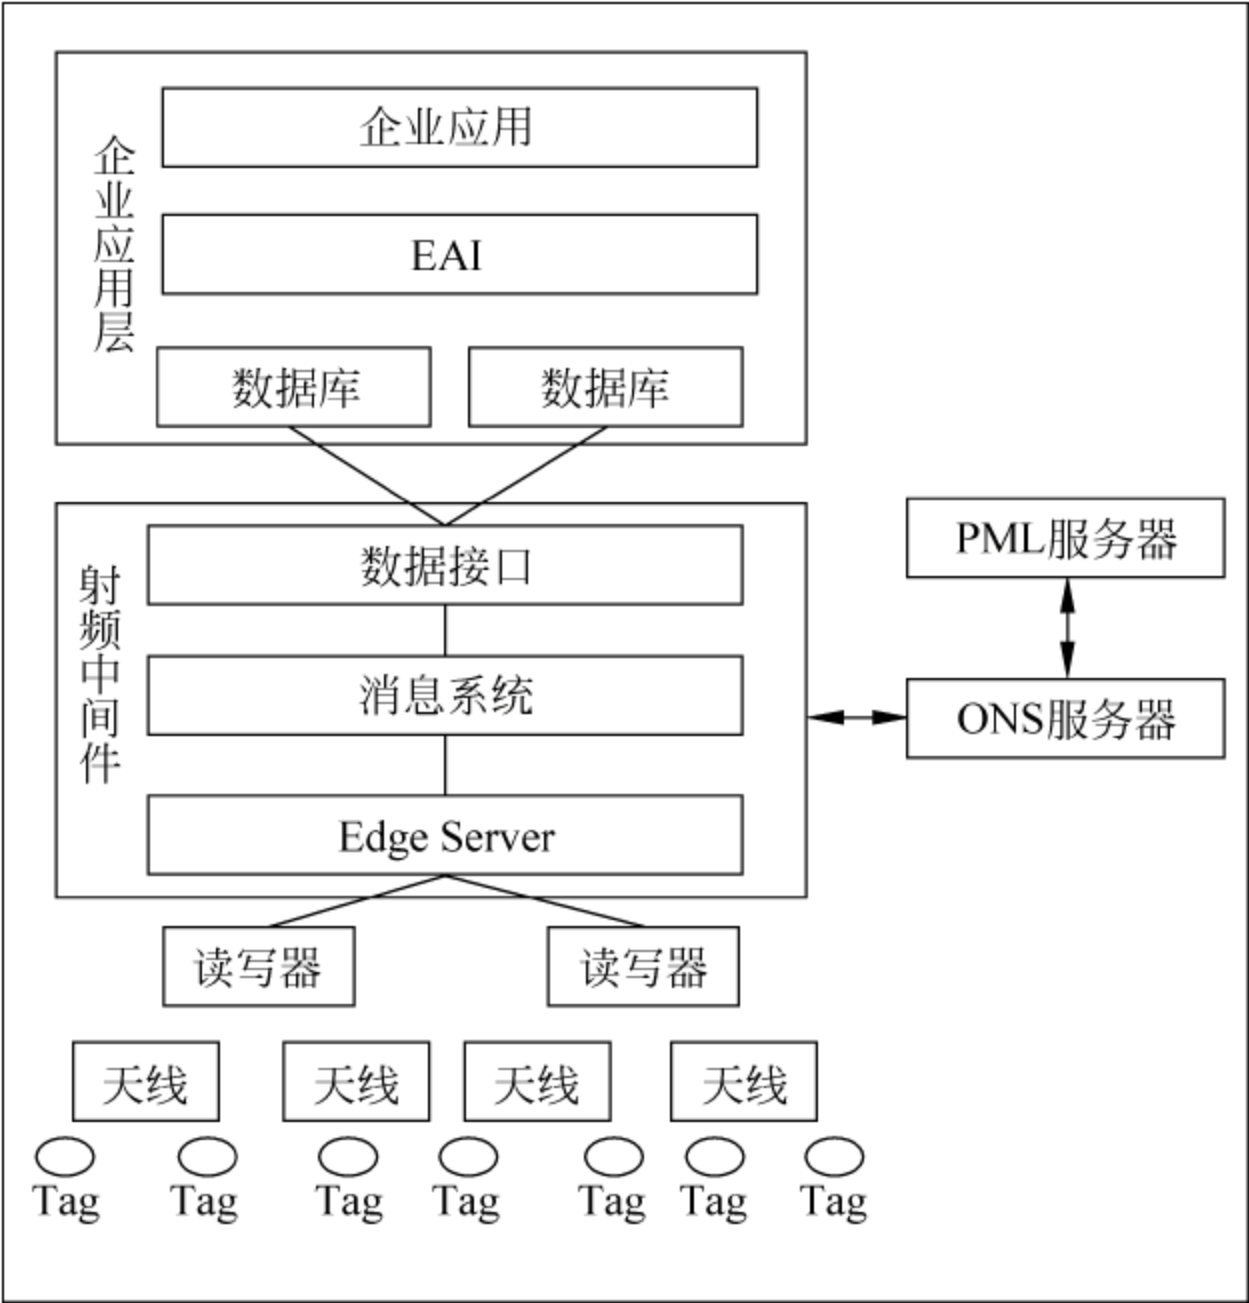 企业应用层
企业应用
EAI
数据库 数据库
射频中间件
数据接口
消息系统
Edge Server
PML服务器
ONS服务器
读写器 读写器
天线 天线 天线 天线
Tag Tag Tag Tag Tag Tag Tag